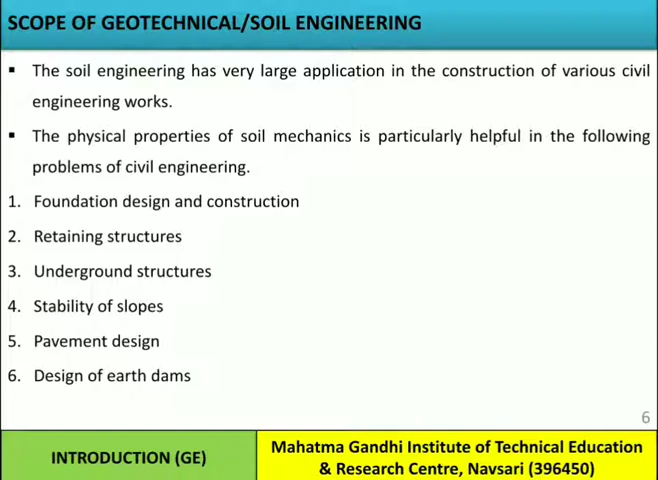 SCOPE OF GEOTECHNICAL/SOIL ENGINEERING
▪ The soil engineering has very large application in the construction of various civil
engineering works.
▪ The physical properties of soil mechanics is particularly helpful in the following
problems of civil engineering.
1. Foundation design and construction
2. Retaining structures
3. Underground structures
4. Stability of slopes
5. Pavement design
6. Design of earth dams
6
INTRODUCTION (GE)
Mahatma Gandhi Institute of Technical Education
& Research Centre, Navsari (396450)